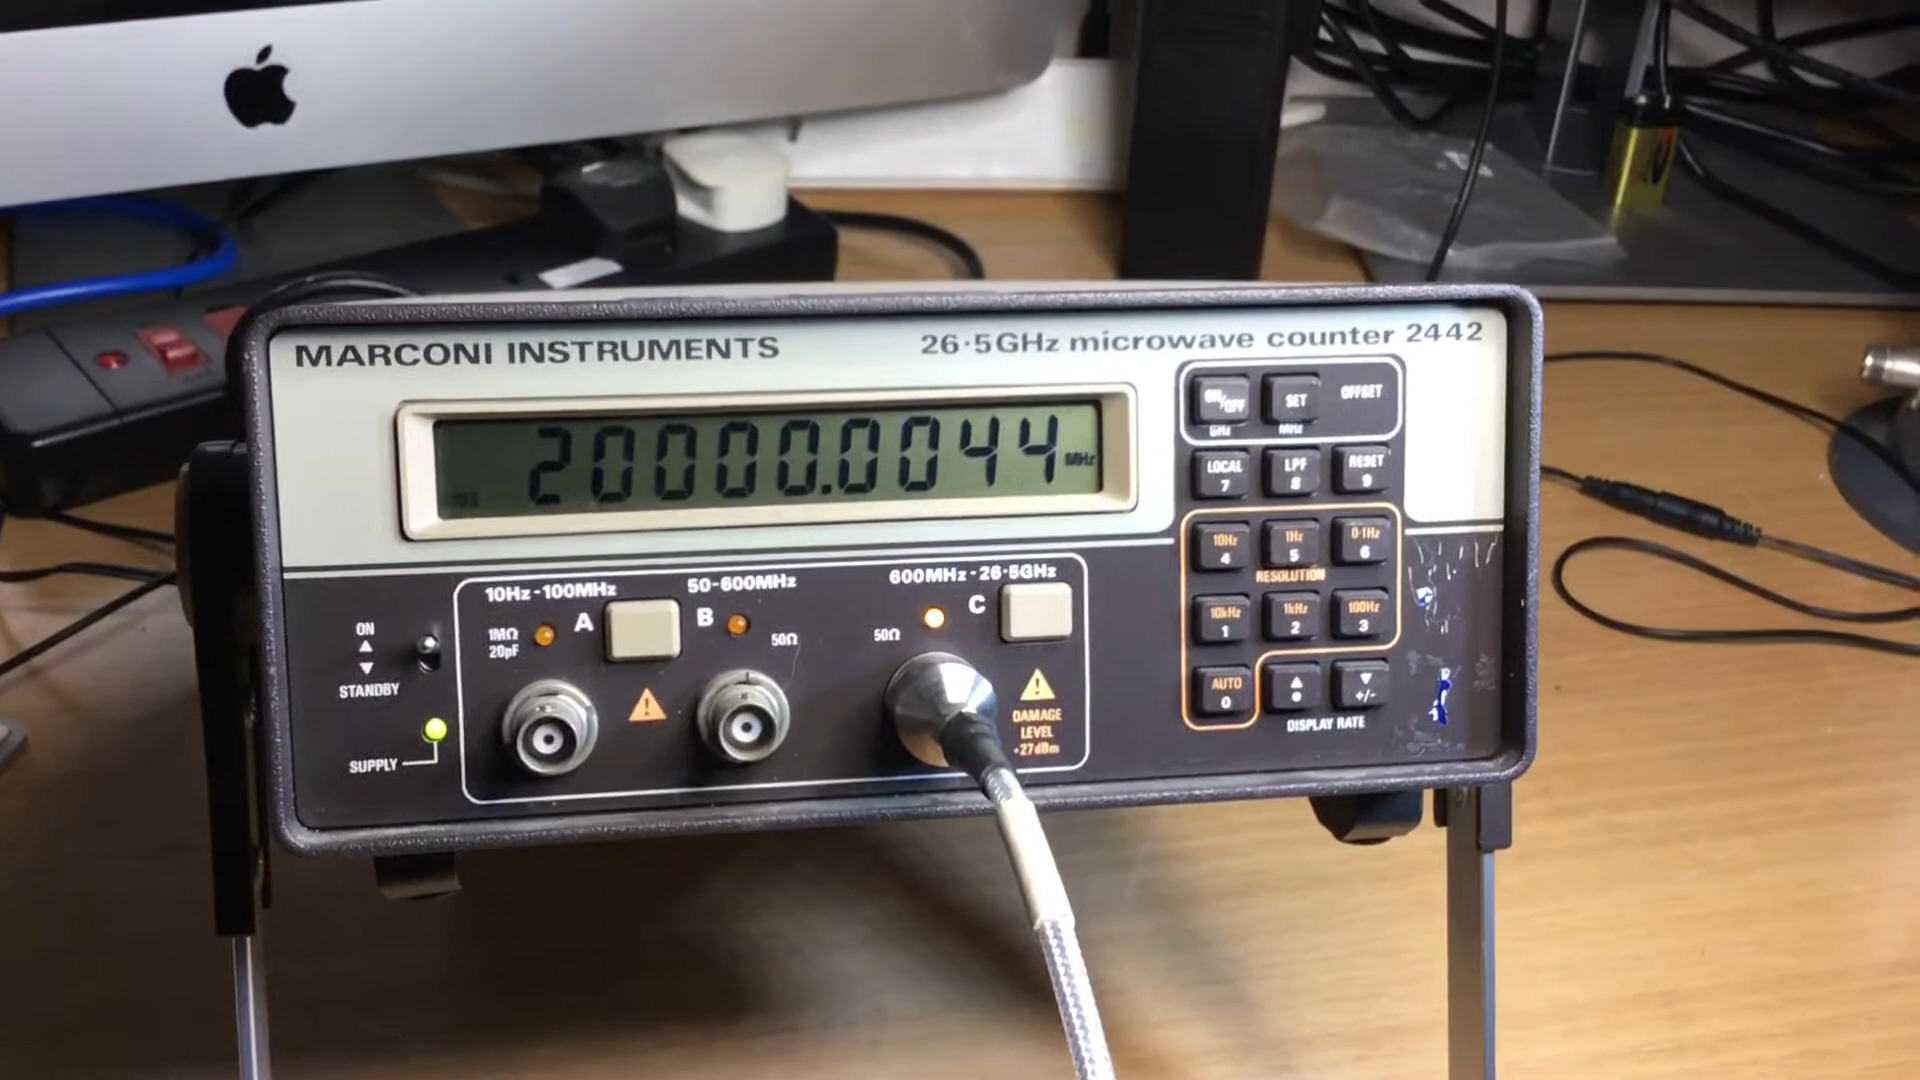 MARCONI INSTRUMENTS
26·5GHz microwave counter 2442
20000.0044 MHz
ON/OFF
SET
OFFSET
GHz
MHz
LOCAL
7
LPF
8
RESET
9
10Hz
4
1Hz
5
0·1Hz
6
RESOLUTION
10kHz
1
1kHz
2
100Hz
3
AUTO
0
+/-
DISPLAY RATE
10Hz-100MHz
50-600MHz
600MHz-26·5GHz
A
B
C
1MΩ
20pF
50Ω
50Ω
DAMAGE
LEVEL
+27dBm
ON
STANDBY
SUPPLY